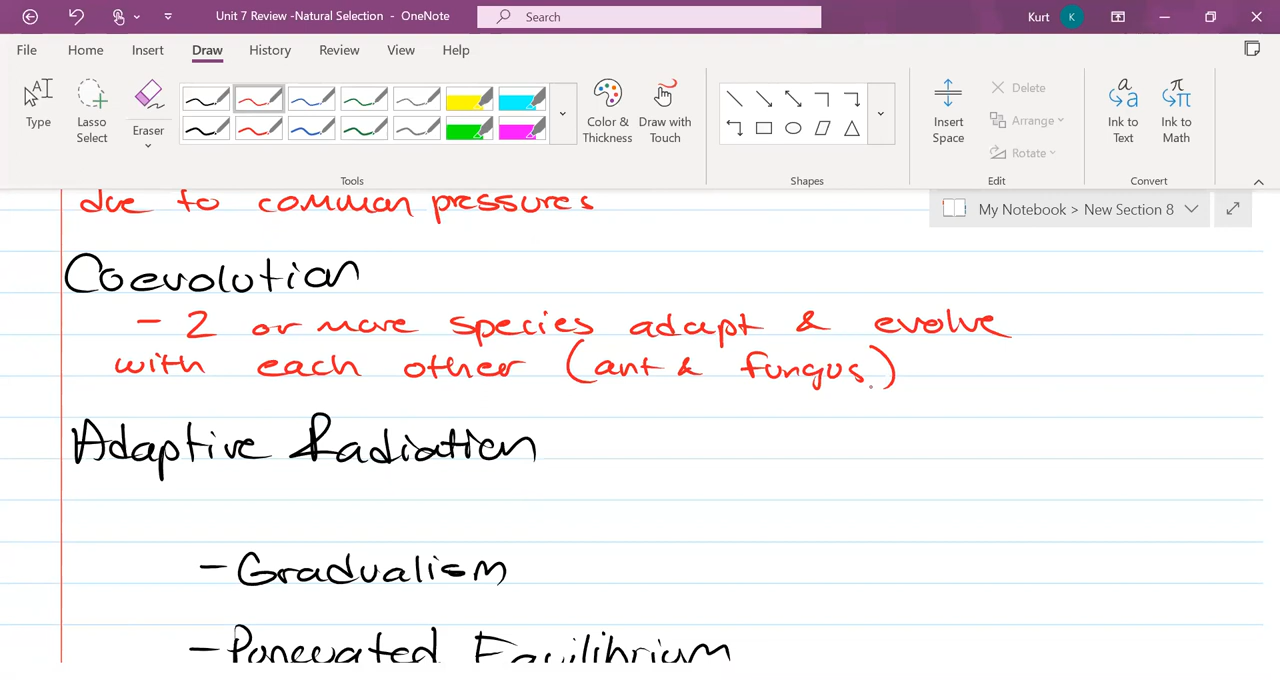 Unit 7 Review -Natural Selection - OneNote
Search
Kurt K
File Home Insert Draw History Review View Help
Type
Lasso Select
Eraser
Color & Thickness
Draw with Touch
Insert Space
Delete
Arrange
Rotate
Ink to Text
Ink to Math
Tools
Shapes
Edit
Convert
My Notebook > New Section 8
due to common pressures
Coevolution
- 2 or more species adapt & evolve
with each other (ant & fungus.)
Adaptive Radiation
- Gradualism
- Puncuated Equilibrium